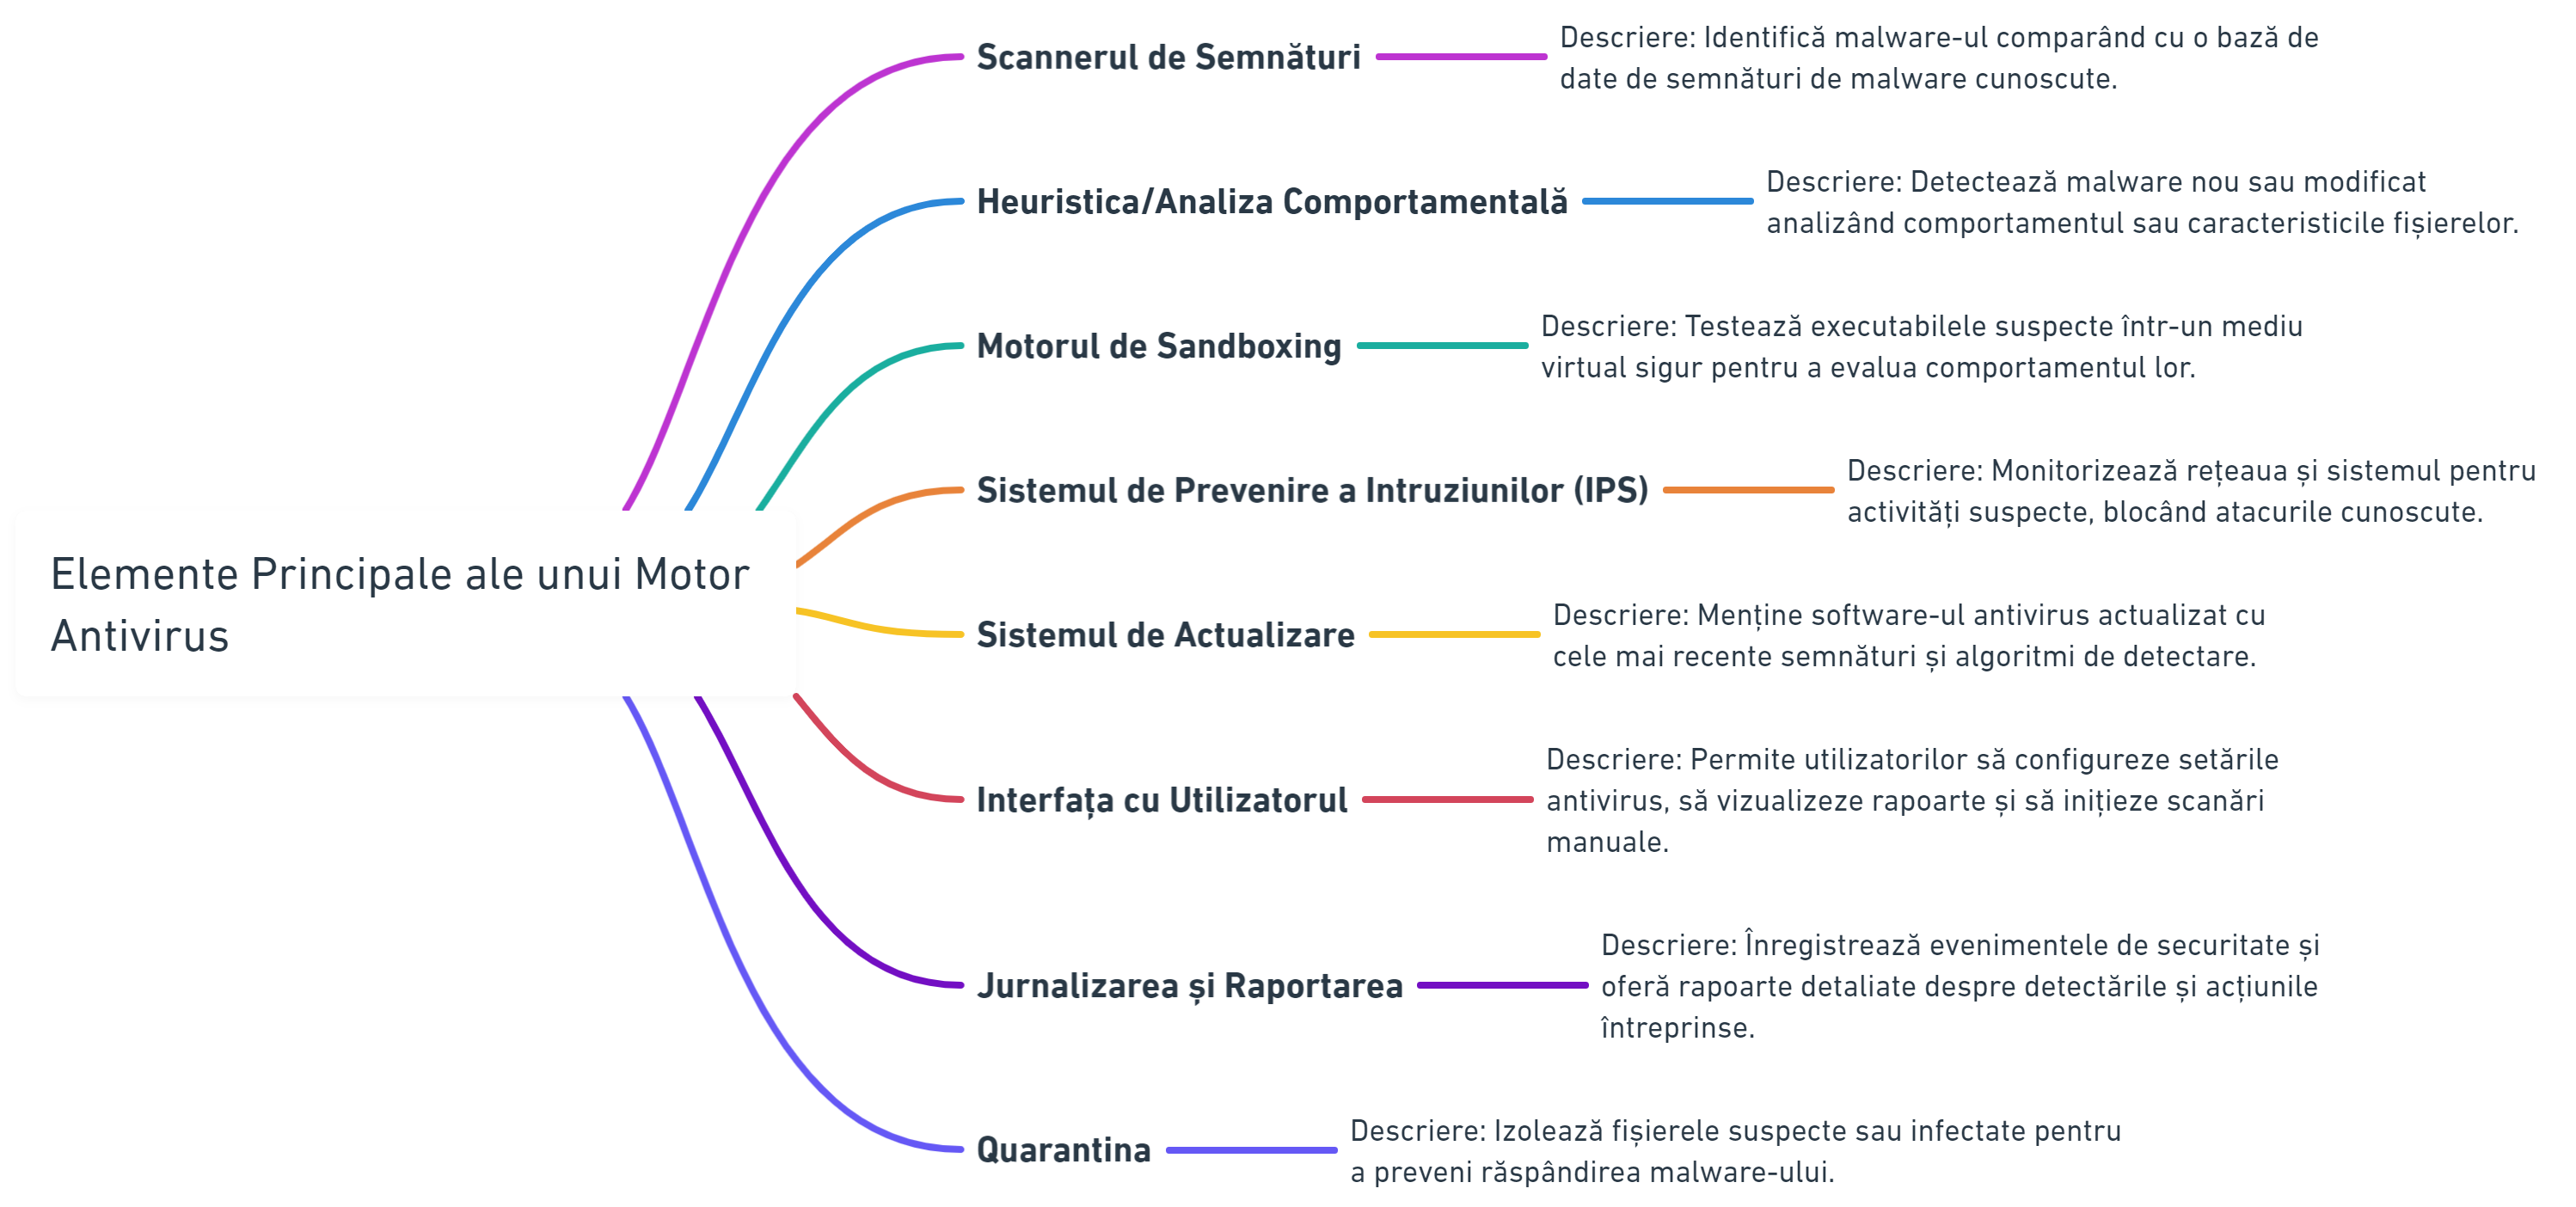 Elemente Principale ale unui Motor
Antivirus
Scannerul de Semnături
Descriere: Identifică malware-ul comparând cu o bază de
date de semnături de malware cunoscute.
Heuristica/Analiza Comportamentală
Descriere: Detectează malware nou sau modificat
analizând comportamentul sau caracteristicile fișierelor.
Motorul de Sandboxing
Descriere: Testează executabilele suspecte într-un mediu
virtual sigur pentru a evalua comportamentul lor.
Sistemul de Prevenire a Intruziunilor (IPS)
Descriere: Monitorizează rețeaua și sistemul pentru
activități suspecte, blocând atacurile cunoscute.
Sistemul de Actualizare
Descriere: Menține software-ul antivirus actualizat cu
cele mai recente semnături și algoritmi de detectare.
Interfața cu Utilizatorul
Descriere: Permite utilizatorilor să configureze setările
antivirus, să vizualizeze rapoarte și să inițieze scanări
manuale.
Jurnalizarea și Raportarea
Descriere: Înregistrează evenimentele de securitate și
oferă rapoarte detaliate despre detectările și acțiunile
întreprinse.
Quarantina
Descriere: Izolează fișierele suspecte sau infectate pentru
a preveni răspândirea malware-ului.